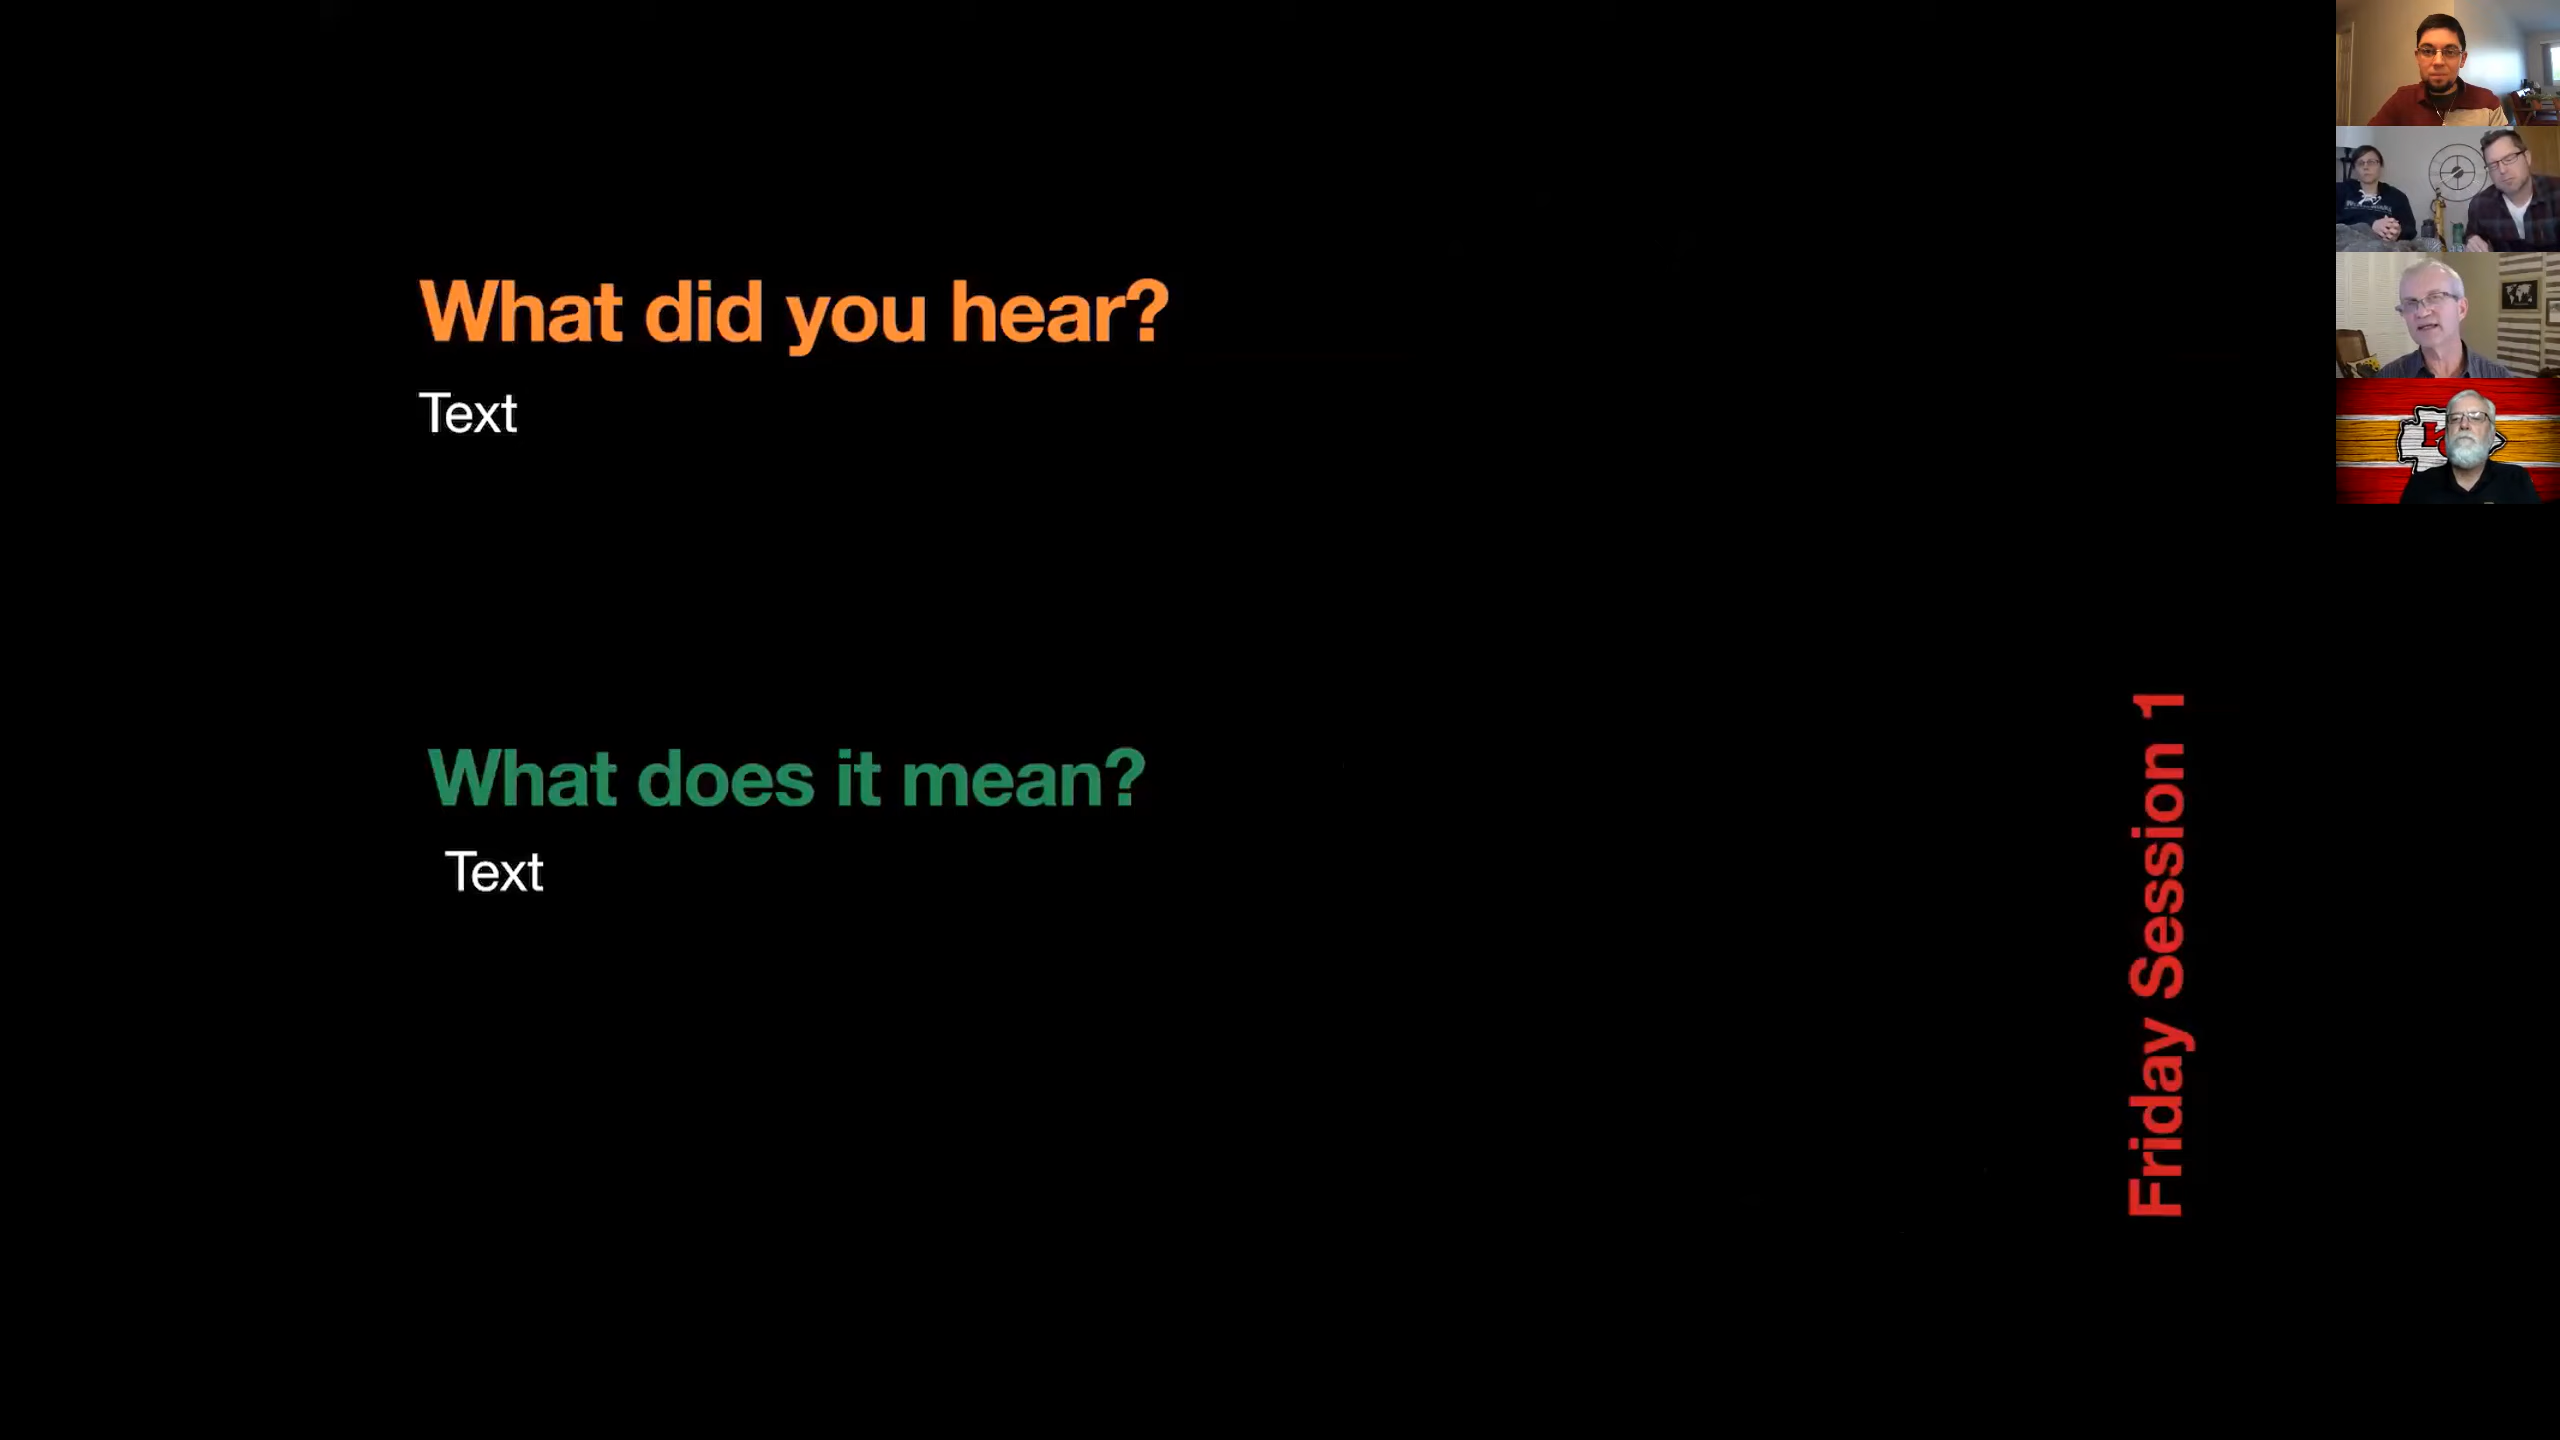 What did you hear?
Text
What does it mean?
Text
Friday Session 1